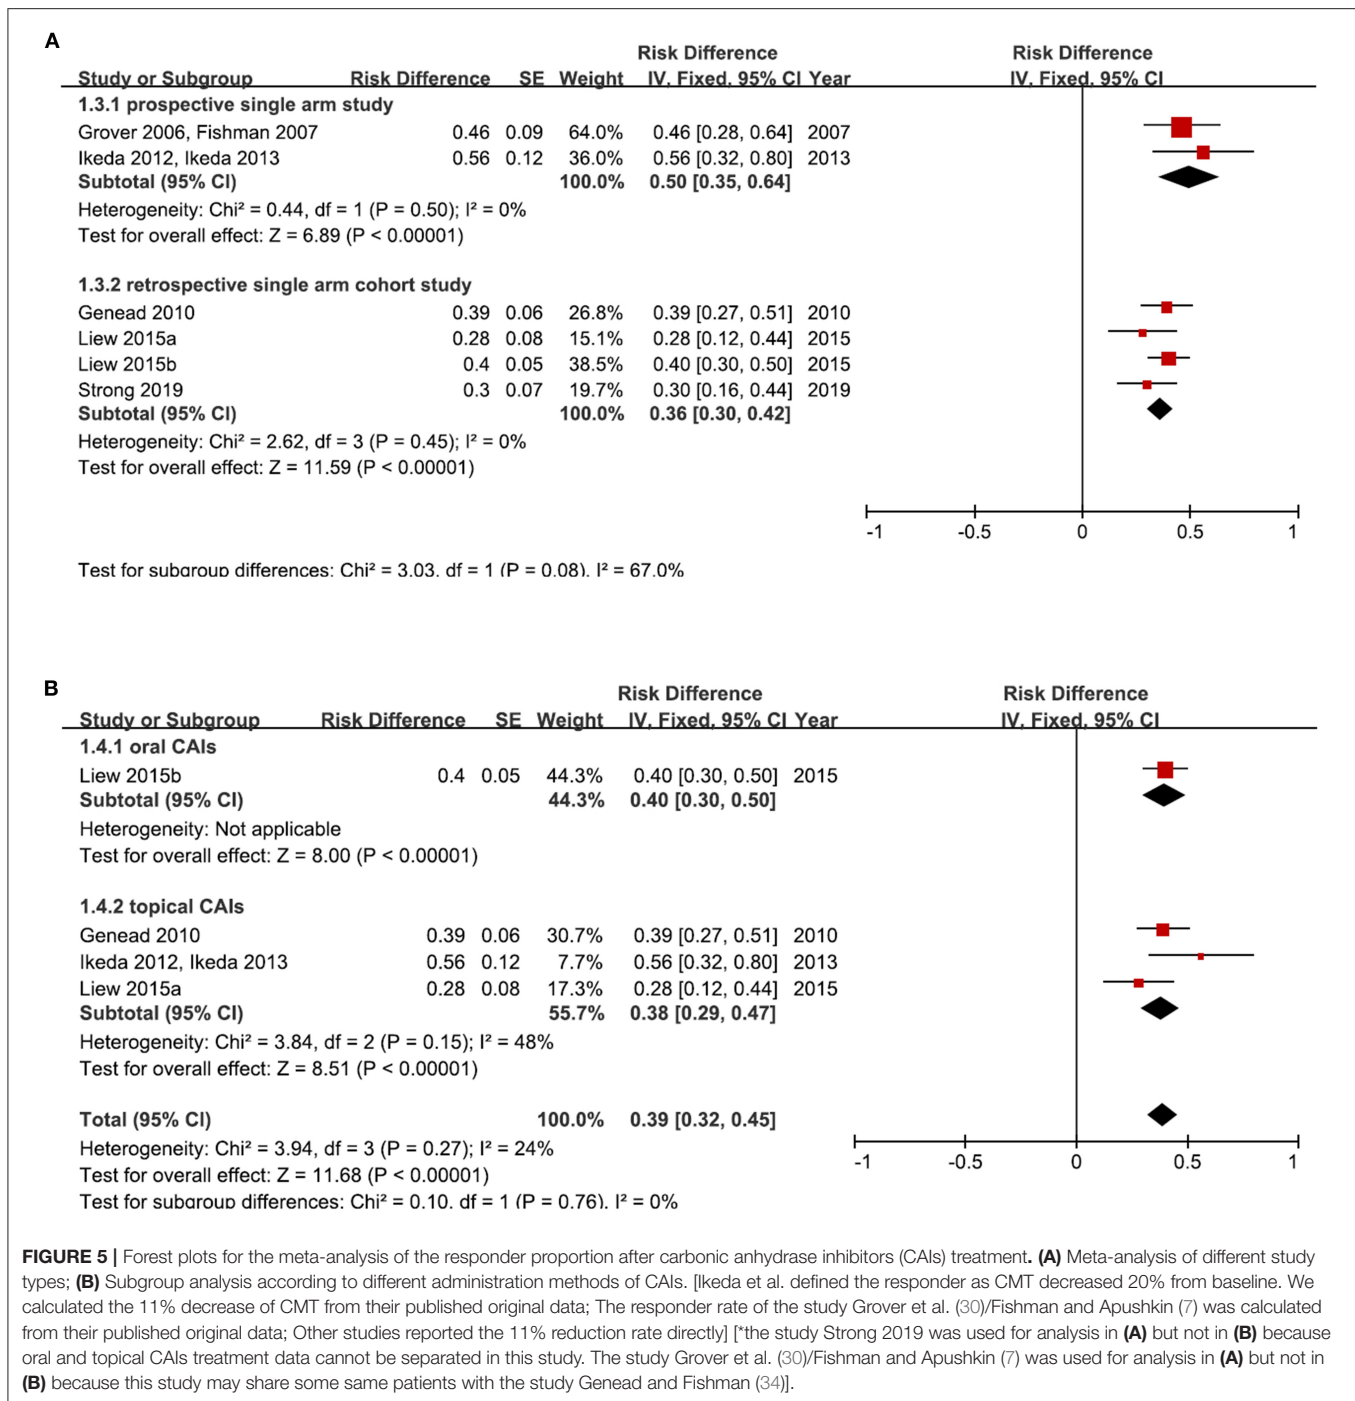 A
Risk Difference Risk Difference
Study or Subgroup Risk Difference SE Weight IV, Fixed, 95% CI Year IV, Fixed, 95% CI
1.3.1 prospective single arm study
Grover 2006, Fishman 2007 0.46 0.09 64.0% 0.46 [0.28, 0.64] 2007
Ikeda 2012, Ikeda 2013 0.56 0.12 36.0% 0.56 [0.32, 0.80] 2013
Subtotal (95% CI) 100.0% 0.50 [0.35, 0.64]
Heterogeneity: Chi² = 0.44, df = 1 (P = 0.50); I² = 0%
Test for overall effect: Z = 6.89 (P < 0.00001)
1.3.2 retrospective single arm cohort study
Genead 2010 0.39 0.06 26.8% 0.39 [0.27, 0.51] 2010
Liew 2015a 0.28 0.08 15.1% 0.28 [0.12, 0.44] 2015
Liew 2015b 0.4 0.05 38.5% 0.40 [0.30, 0.50] 2015
Strong 2019 0.3 0.07 19.7% 0.30 [0.16, 0.44] 2019
Subtotal (95% CI) 100.0% 0.36 [0.30, 0.42]
Heterogeneity: Chi² = 2.62, df = 3 (P = 0.45); I² = 0%
Test for overall effect: Z = 11.59 (P < 0.00001)
-1 -0.5 0 0.5 1
Test for subgroup differences: Chi² = 3.03. df = 1 (P = 0.08). I² = 67.0%
B
Risk Difference Risk Difference
Study or Subgroup Risk Difference SE Weight IV, Fixed, 95% CI Year IV, Fixed, 95% CI
1.4.1 oral CAIs
Liew 2015b 0.4 0.05 44.3% 0.40 [0.30, 0.50] 2015
Subtotal (95% CI) 44.3% 0.40 [0.30, 0.50]
Heterogeneity: Not applicable
Test for overall effect: Z = 8.00 (P < 0.00001)
1.4.2 topical CAIs
Genead 2010 0.39 0.06 30.7% 0.39 [0.27, 0.51] 2010
Ikeda 2012, Ikeda 2013 0.56 0.12 7.7% 0.56 [0.32, 0.80] 2013
Liew 2015a 0.28 0.08 17.3% 0.28 [0.12, 0.44] 2015
Subtotal (95% CI) 55.7% 0.38 [0.29, 0.47]
Heterogeneity: Chi² = 3.84, df = 2 (P = 0.15); I² = 48%
Test for overall effect: Z = 8.51 (P < 0.00001)
Total (95% CI) 100.0% 0.39 [0.32, 0.45]
Heterogeneity: Chi² = 3.94, df = 3 (P = 0.27); I² = 24%
Test for overall effect: Z = 11.68 (P < 0.00001)
Test for subgroup differences: Chi² = 0.10. df = 1 (P = 0.76). I² = 0%
-1 -0.5 0 0.5 1
FIGURE 5 | Forest plots for the meta-analysis of the responder proportion after carbonic anhydrase inhibitors (CAIs) treatment. (A) Meta-analysis of different study
types; (B) Subgroup analysis according to different administration methods of CAIs. [Ikeda et al. defined the responder as CMT decreased 20% from baseline. We
calculated the 11% decrease of CMT from their published original data; The responder rate of the study Grover et al. (30)/Fishman and Apushkin (7) was calculated
from their published original data; Other studies reported the 11% reduction rate directly] [*the study Strong 2019 was used for analysis in (A) but not in (B) because
oral and topical CAIs treatment data cannot be separated in this study. The study Grover et al. (30)/Fishman and Apushkin (7) was used for analysis in (A) but not in
(B) because this study may share some same patients with the study Genead and Fishman (34)].